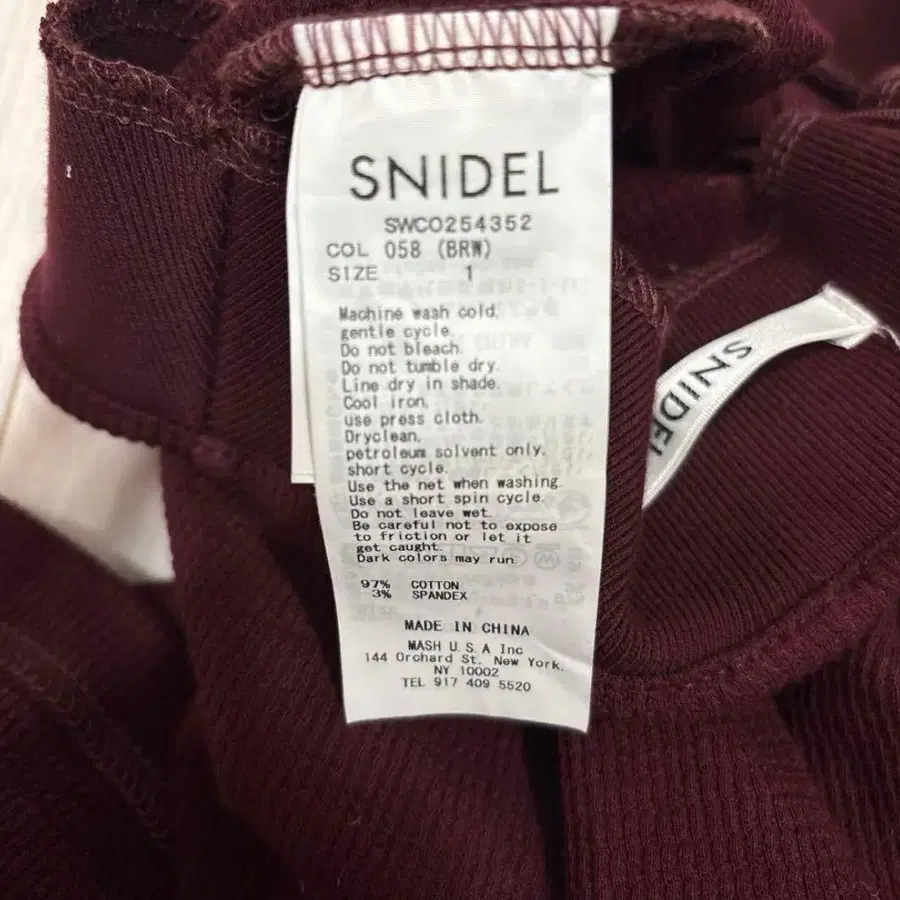 SNIDEL
SWCO254352
COL 058 (BRW)
SIZE 1
Machine wash cold.
gentle cycle.
Do not bleach.
Do not tumble dry.
Line dry in shade.
Cool iron,
use press cloth.
Dryclean,
petroleum solvent only.
short cycle.
Use the net when washing.
Use a short spin cycle.
Do not leave wet.
Be careful not to expose
to friction or let it
get caught.
Dark colors may run.
97% COTTON
3% SPANDEX
MADE IN CHINA
MASH U.S.A Inc
144 Orchard St. New York.
NY 10002
TEL 917 409 5520
SNIDEL